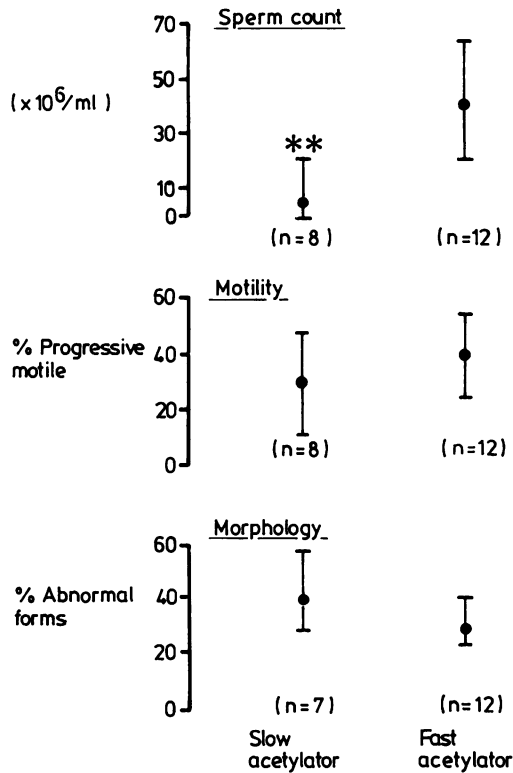 Sperm count
70
(x10⁶/ml)
50
30
10
0
**
(n=8)
(n=12)
Motility
60
% Progressive
motile
40
20
0
(n=8)
(n=12)
Morphology
60
% Abnormal
forms
40
20
0
(n=7)
(n=12)
Slow
acetylator
Fast
acetylator